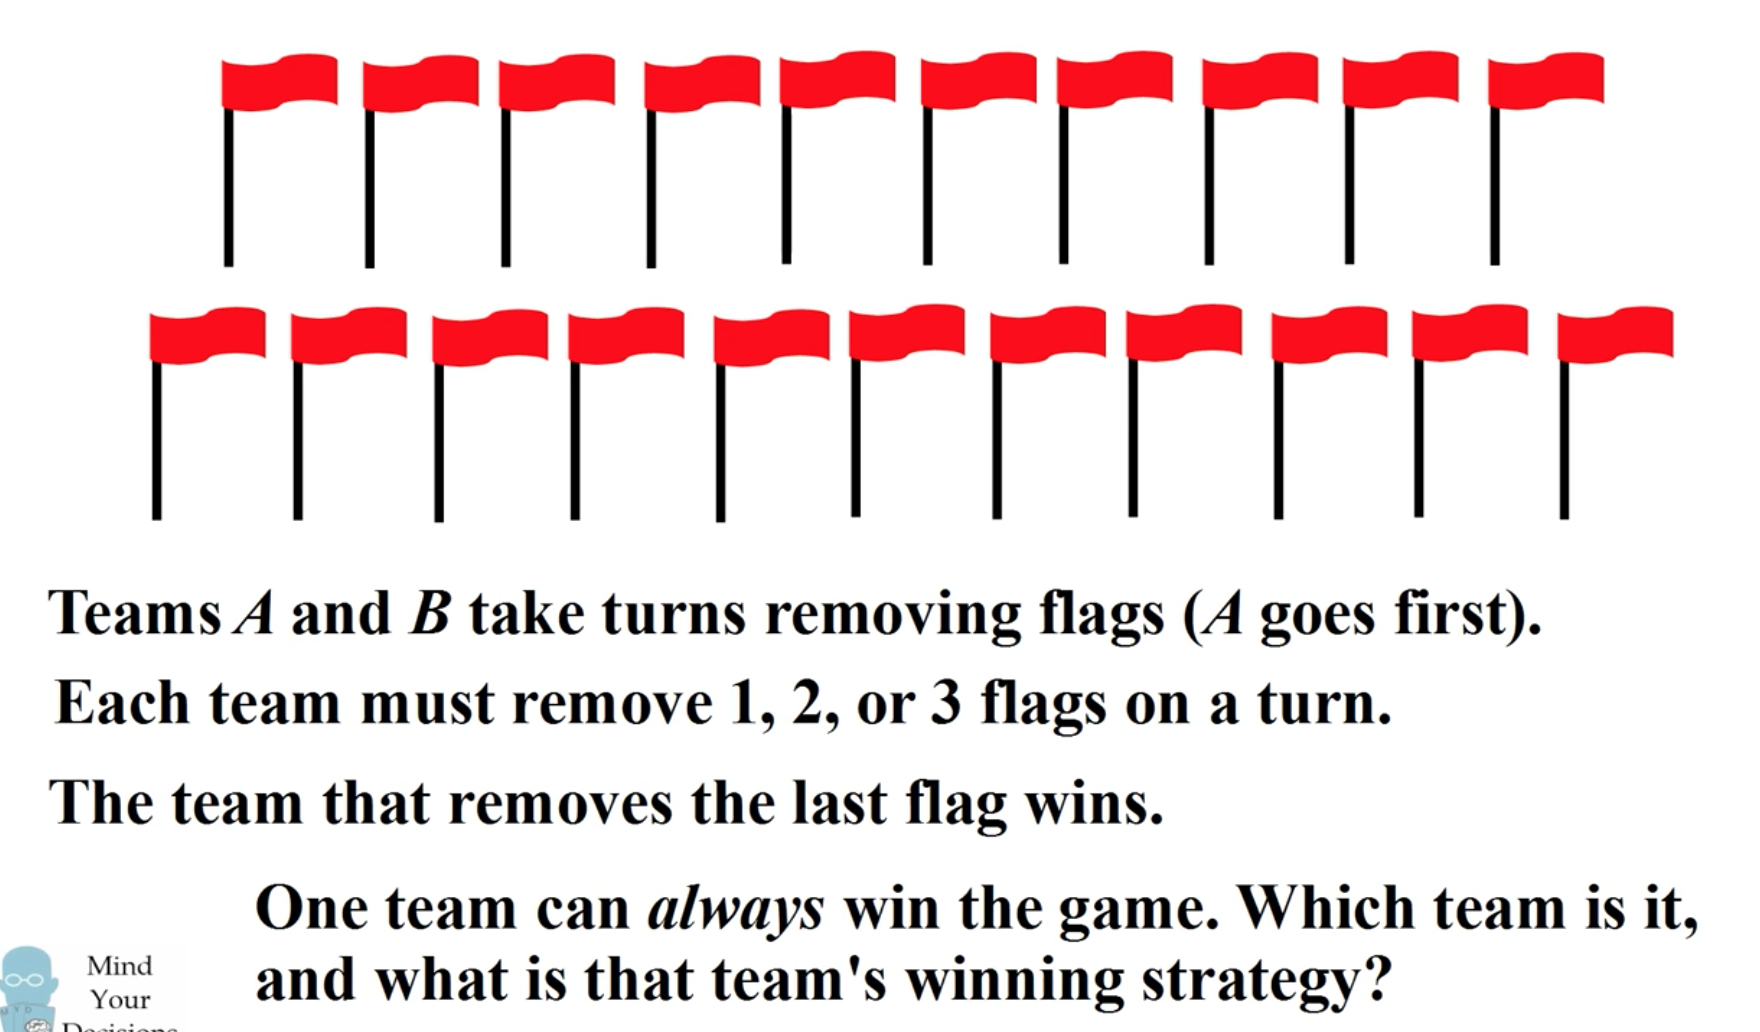 Teams A and B take turns removing flags (A goes first).
Each team must remove 1, 2, or 3 flags on a turn.
The team that removes the last flag wins.
One team can always win the game. Which team is it,
and what is that team's winning strategy?
Mind
Your
Decisions